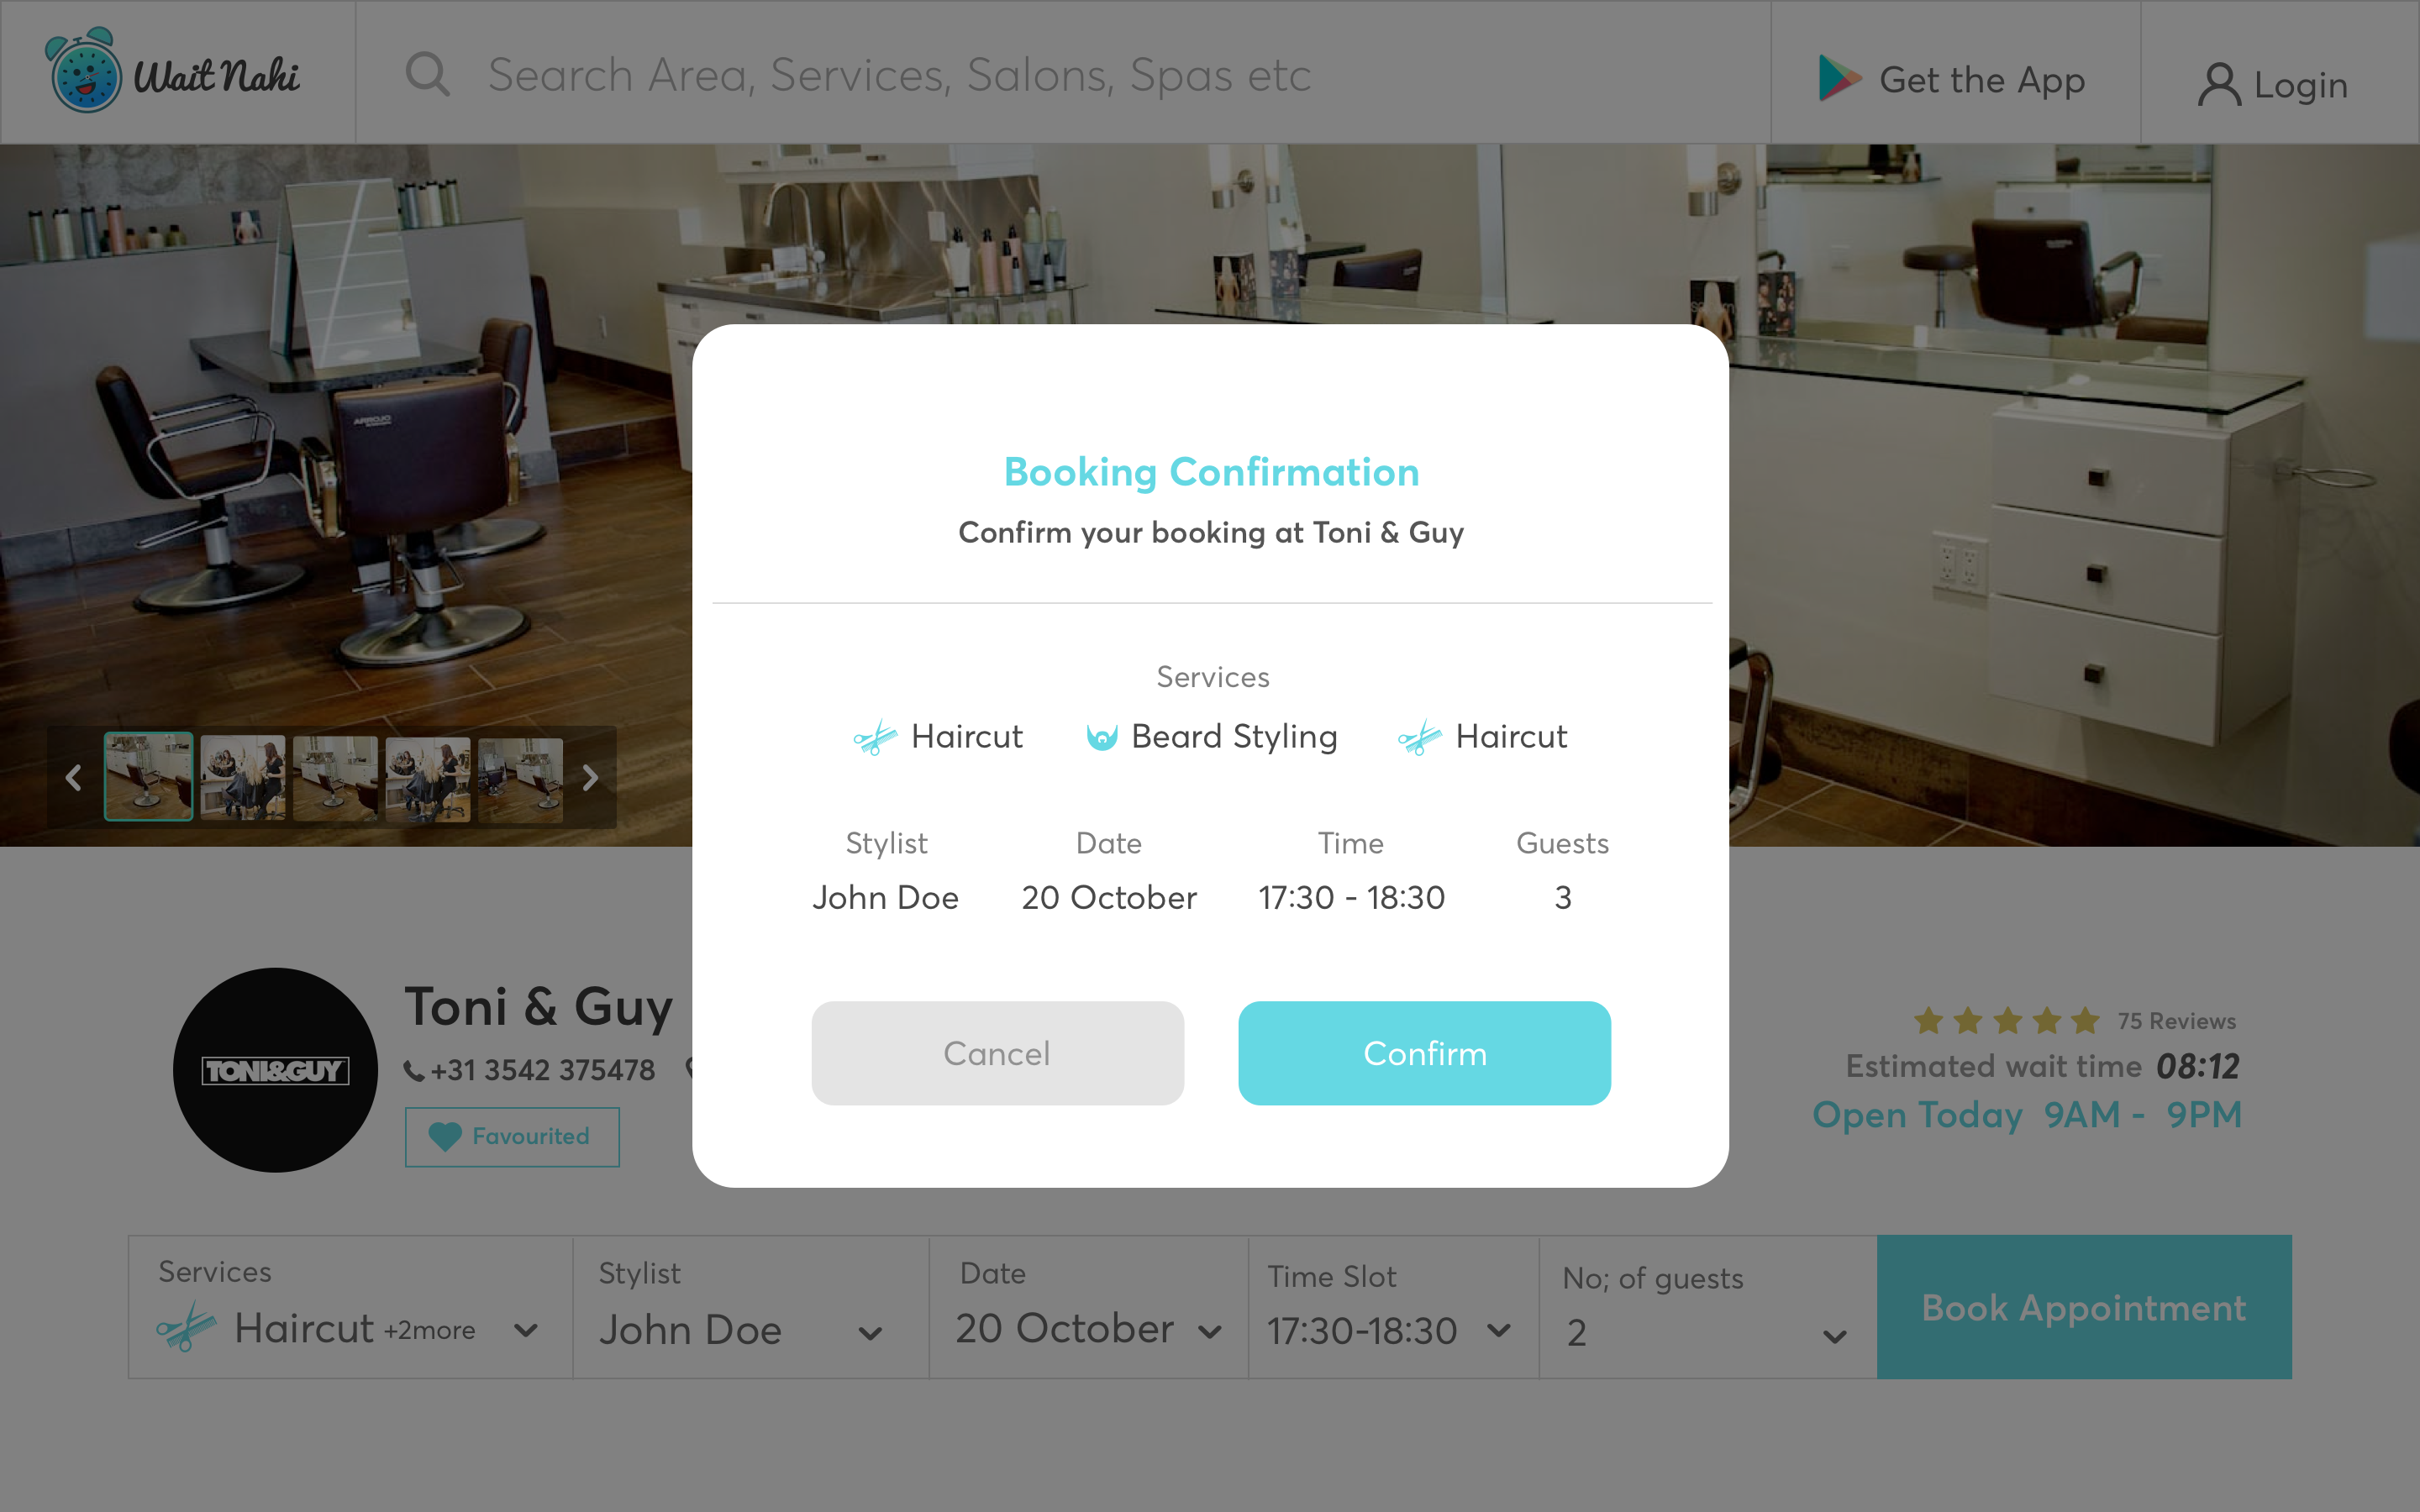 Wait Nahi
Search Area, Services, Salons, Spas etc
Get the App
Login
Booking Confirmation
Confirm your booking at Toni & Guy
Services
Haircut Beard Styling Haircut
Stylist Date Time Guests
John Doe 20 October 17:30 - 18:30 3
Cancel Confirm
TONI&GUY
Toni & Guy
+31 3542 375478
Favourited
75 Reviews
Estimated wait time 08:12
Open Today 9AM - 9PM
Services
Haircut +2more
Stylist
John Doe
Date
20 October
Time Slot
17:30-18:30
No; of guests
2
Book Appointment